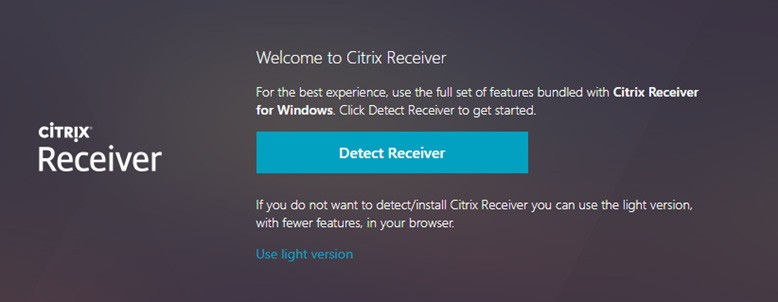 Welcome to Citrix Receiver
For the best experience, use the full set of features bundled with Citrix Receiver
for Windows. Click Detect Receiver to get started.
CITRIX
Receiver
Detect Receiver
If you do not want to detect/install Citrix Receiver you can use the light version,
with fewer features, in your browser.
Use light version